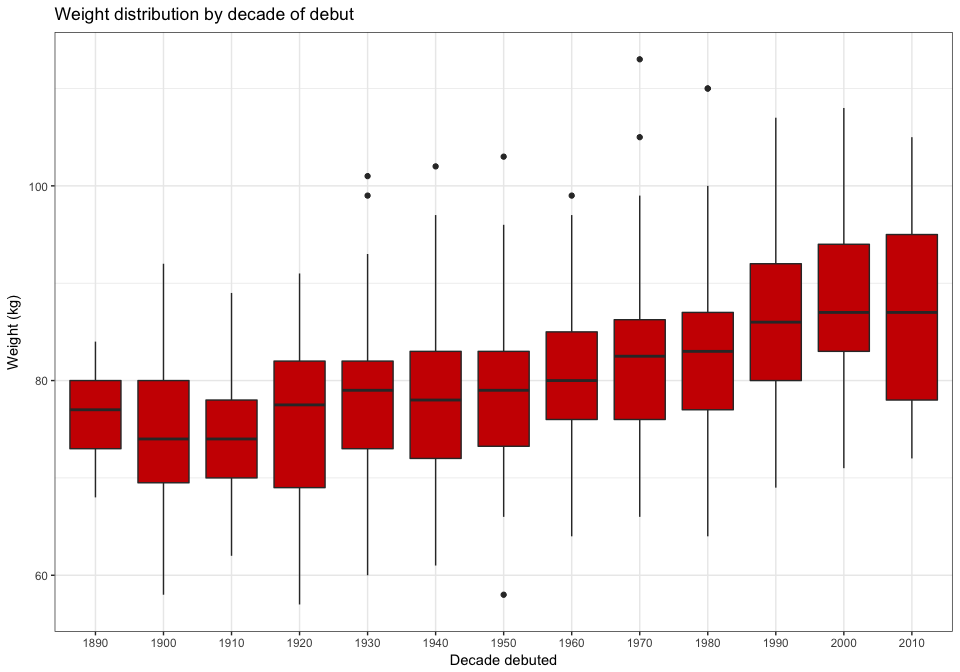 Weight distribution by decade of debut
Weight (kg)
100
80
60
1890 1900 1910 1920 1930 1940 1950 1960 1970 1980 1990 2000 2010
Decade debuted